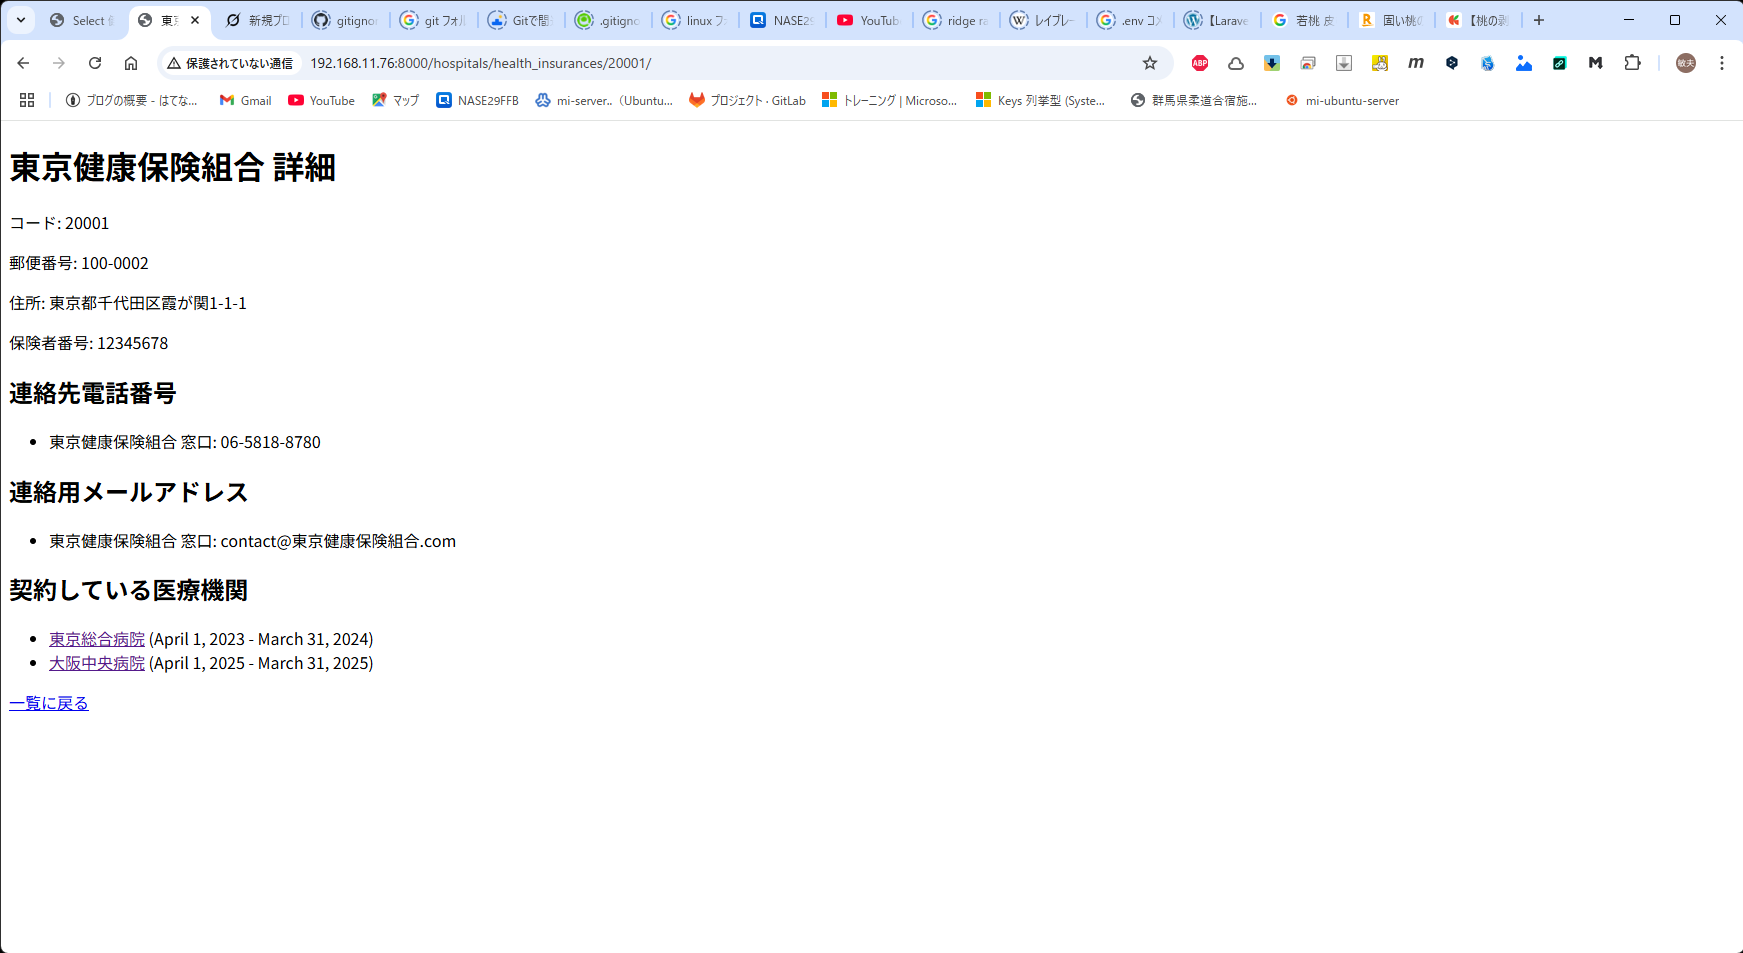 Select
東
新規プロ
gitigno
git フォル
Gitで間
.gitigno
linux フ
NASE29
YouTub
ridge ra
レイブレー
.env コメ
【Larave
若桃 皮
固い桃の
【桃の剥
保護されていない通信
192.168.11.76:8000/hospitals/health_insurances/20001/
ABP
敏夫
ブログの概要 - はてな...
Gmail
YouTube
マップ
NASE29FFB
mi-server..（Ubuntu...
プロジェクト · GitLab
トレーニング | Microso...
Keys 列挙型 (Syste...
群馬県柔道合宿施...
mi-ubuntu-server
東京健康保険組合 詳細
コード: 20001
郵便番号: 100-0002
住所: 東京都千代田区霞が関1-1-1
保険者番号: 12345678
連絡先電話番号
東京健康保険組合 窓口: 06-5818-8780
連絡用メールアドレス
東京健康保険組合 窓口: contact@東京健康保険組合.com
契約している医療機関
東京総合病院 (April 1, 2023 - March 31, 2024)
大阪中央病院 (April 1, 2025 - March 31, 2025)
一覧に戻る